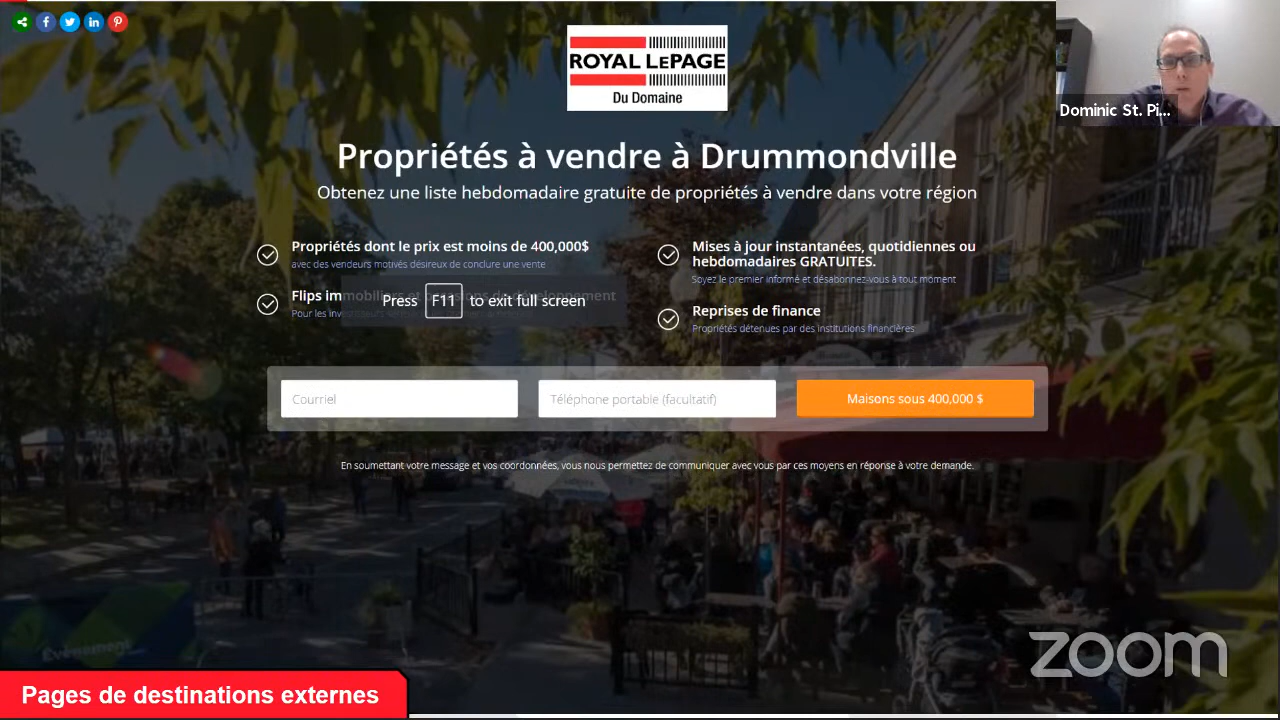 ROYAL LEPAGE
Du Domaine
Dominic St. Pi...
Propriétés à vendre à Drummondville
Obtenez une liste hebdomadaire gratuite de propriétés à vendre dans votre région
Propriétés dont le prix est moins de 400,000$
avec des vendeurs motivés désireux de conclure une vente
Mises à jour instantanées, quotidiennes ou
hebdomadaires GRATUITES.
Soyez le premier informé et désabonnez-vous à tout moment
Flips immobiliers et
Pour les
Press F11 to exit full screen
Reprises de finance
Propriétés détenues par des institutions financières
Courriel
Téléphone portable (facultatif)
Maisons sous 400,000 $
En soumettant votre message et vos coordonnées, vous nous permettez de communiquer avec vous par ces moyens en réponse à votre demande.
Évènement
zoom
Pages de destinations externes